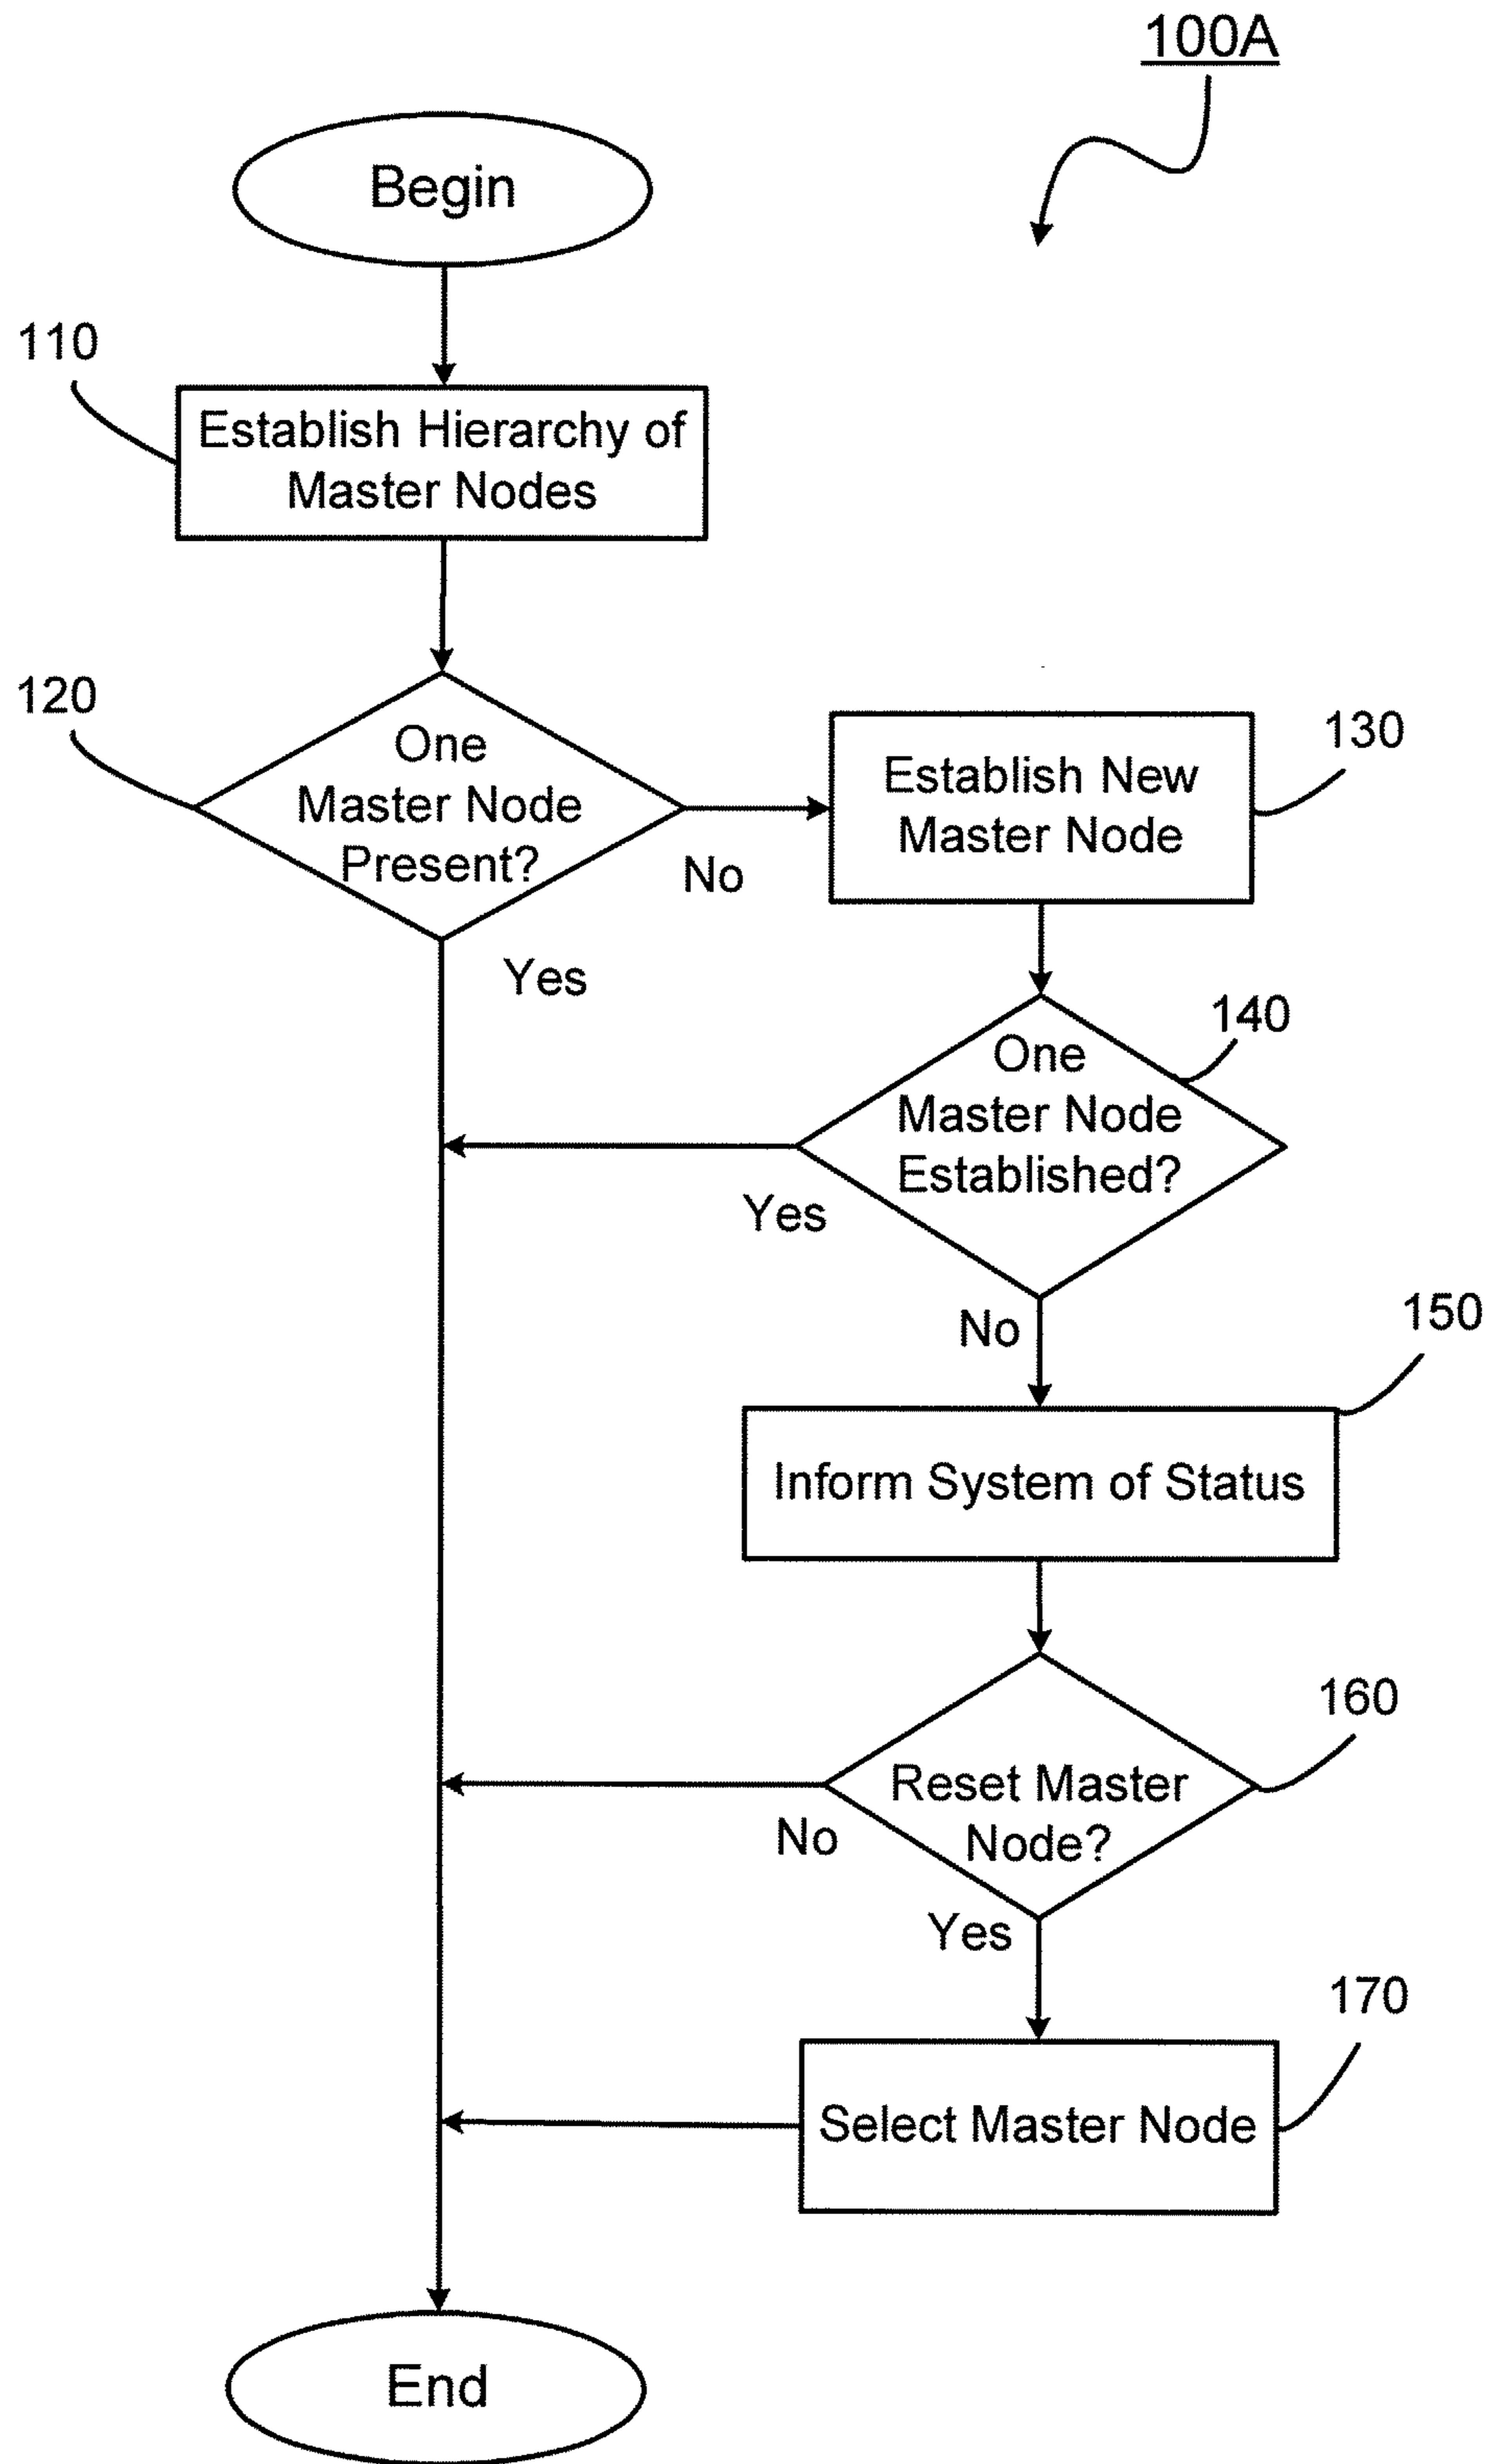 100A
Begin
110
Establish Hierarchy of
Master Nodes
120
One
Master Node
Present?
No
Yes
130
Establish New
Master Node
140
One
Master Node
Established?
Yes
No
150
Inform System of Status
160
Reset Master
Node?
No
Yes
170
Select Master Node
End